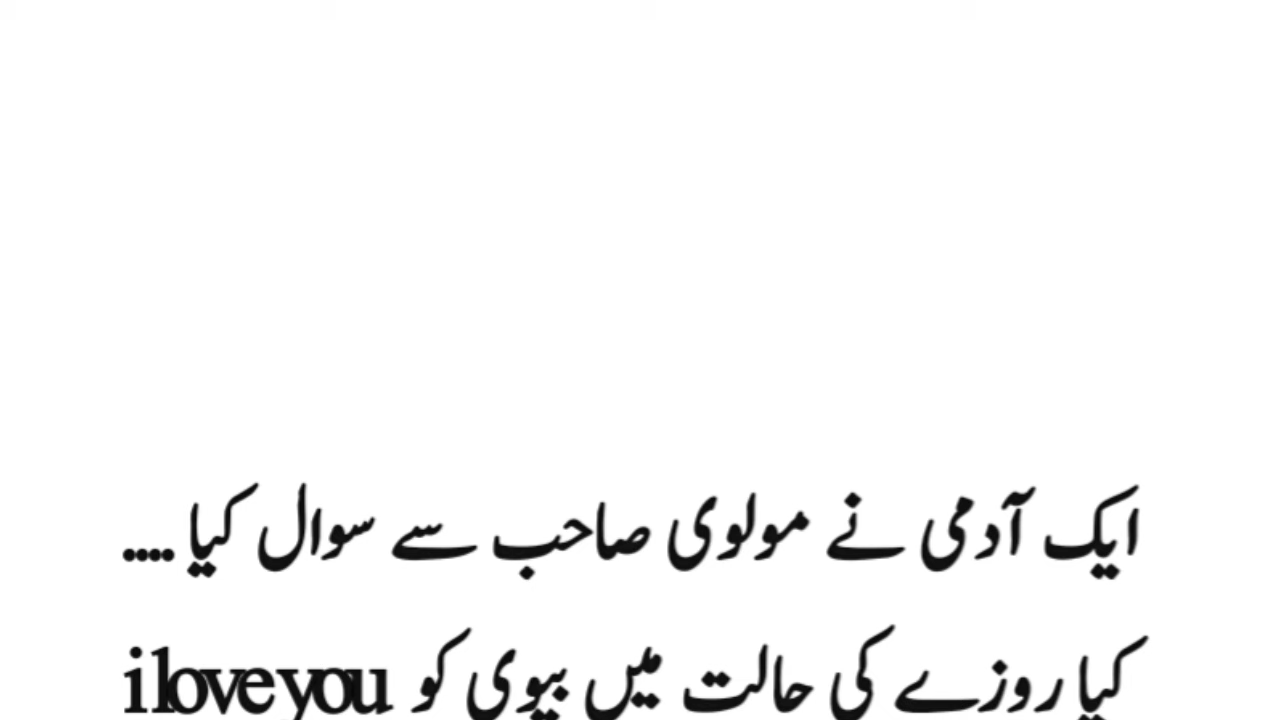 ایک آدمی نے مولوی صاحب سے سوال کیا ....
کیا روزے کی حالت میں بیوی کو i love you